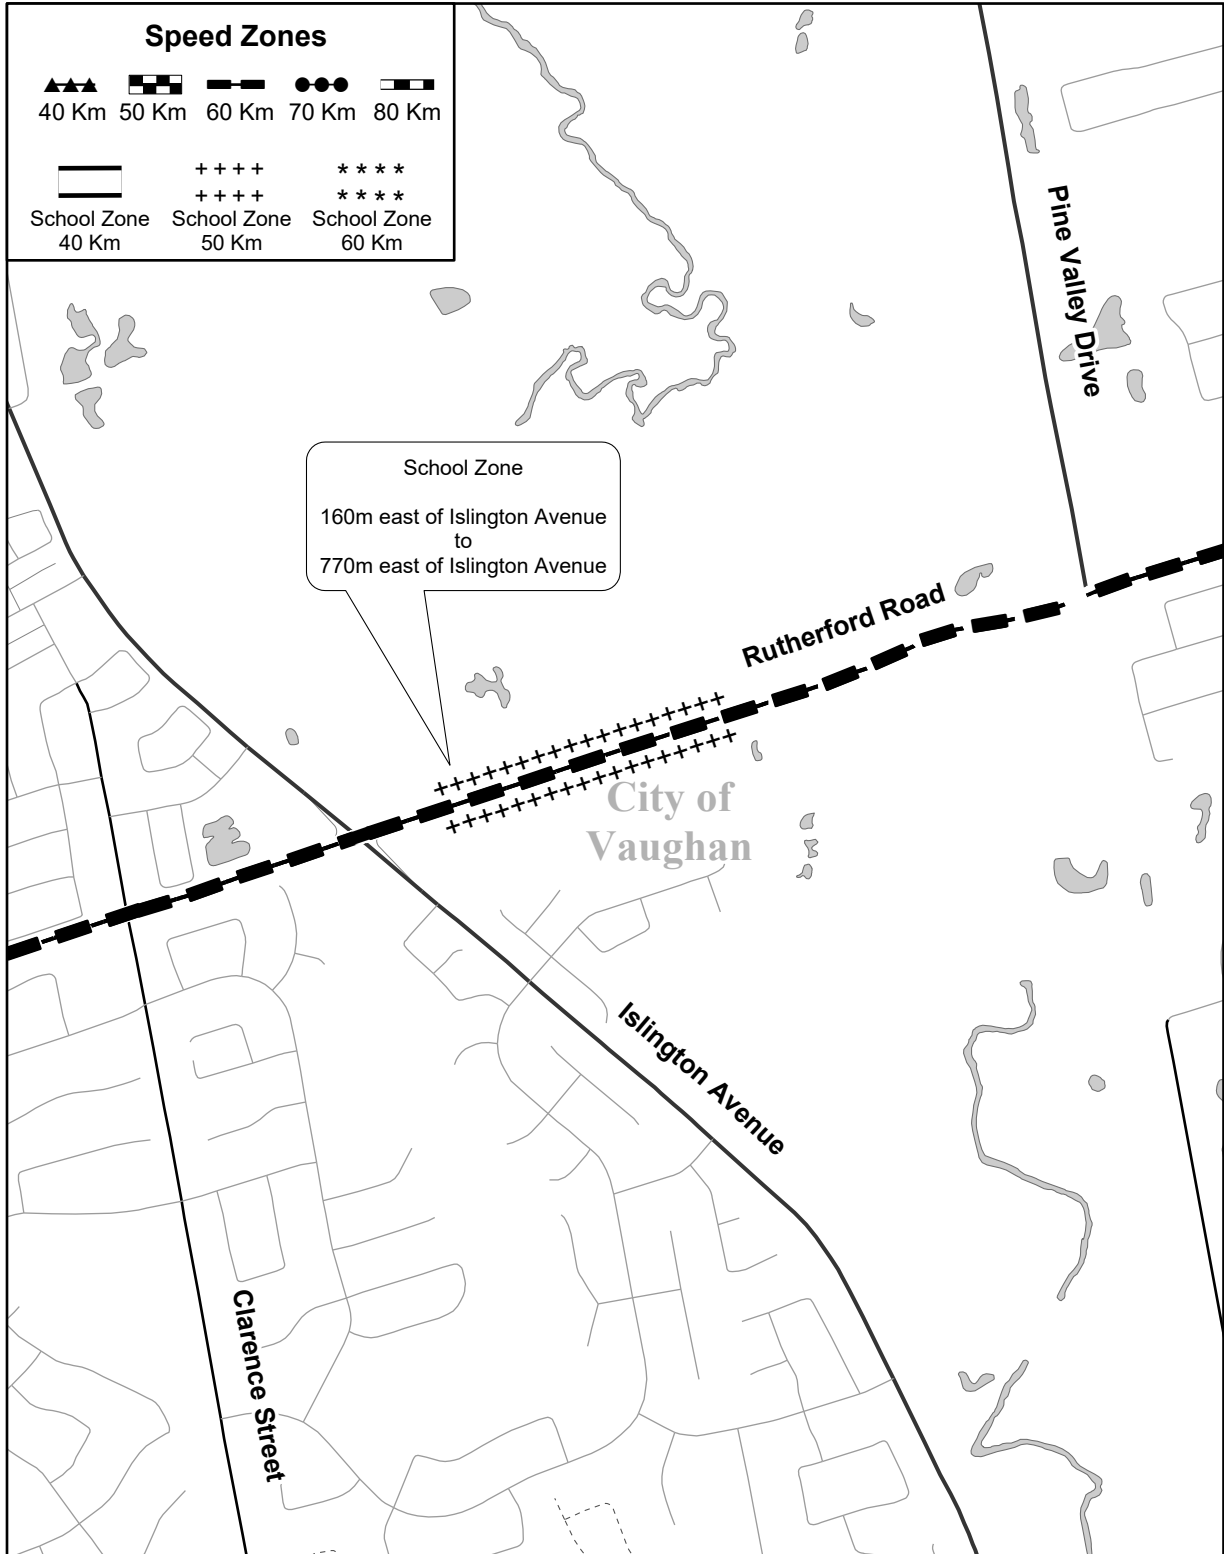 Speed Zones
40 Km 50 Km 60 Km 70 Km 80 Km
++++ ****
++++ ****
School Zone School Zone School Zone
40 Km 50 Km 60 Km
Pine Valley Drive
School Zone
160m east of Islington Avenue
to
770m east of Islington Avenue
Rutherford Road
City of
Vaughan
Islington Avenue
Clarence Street